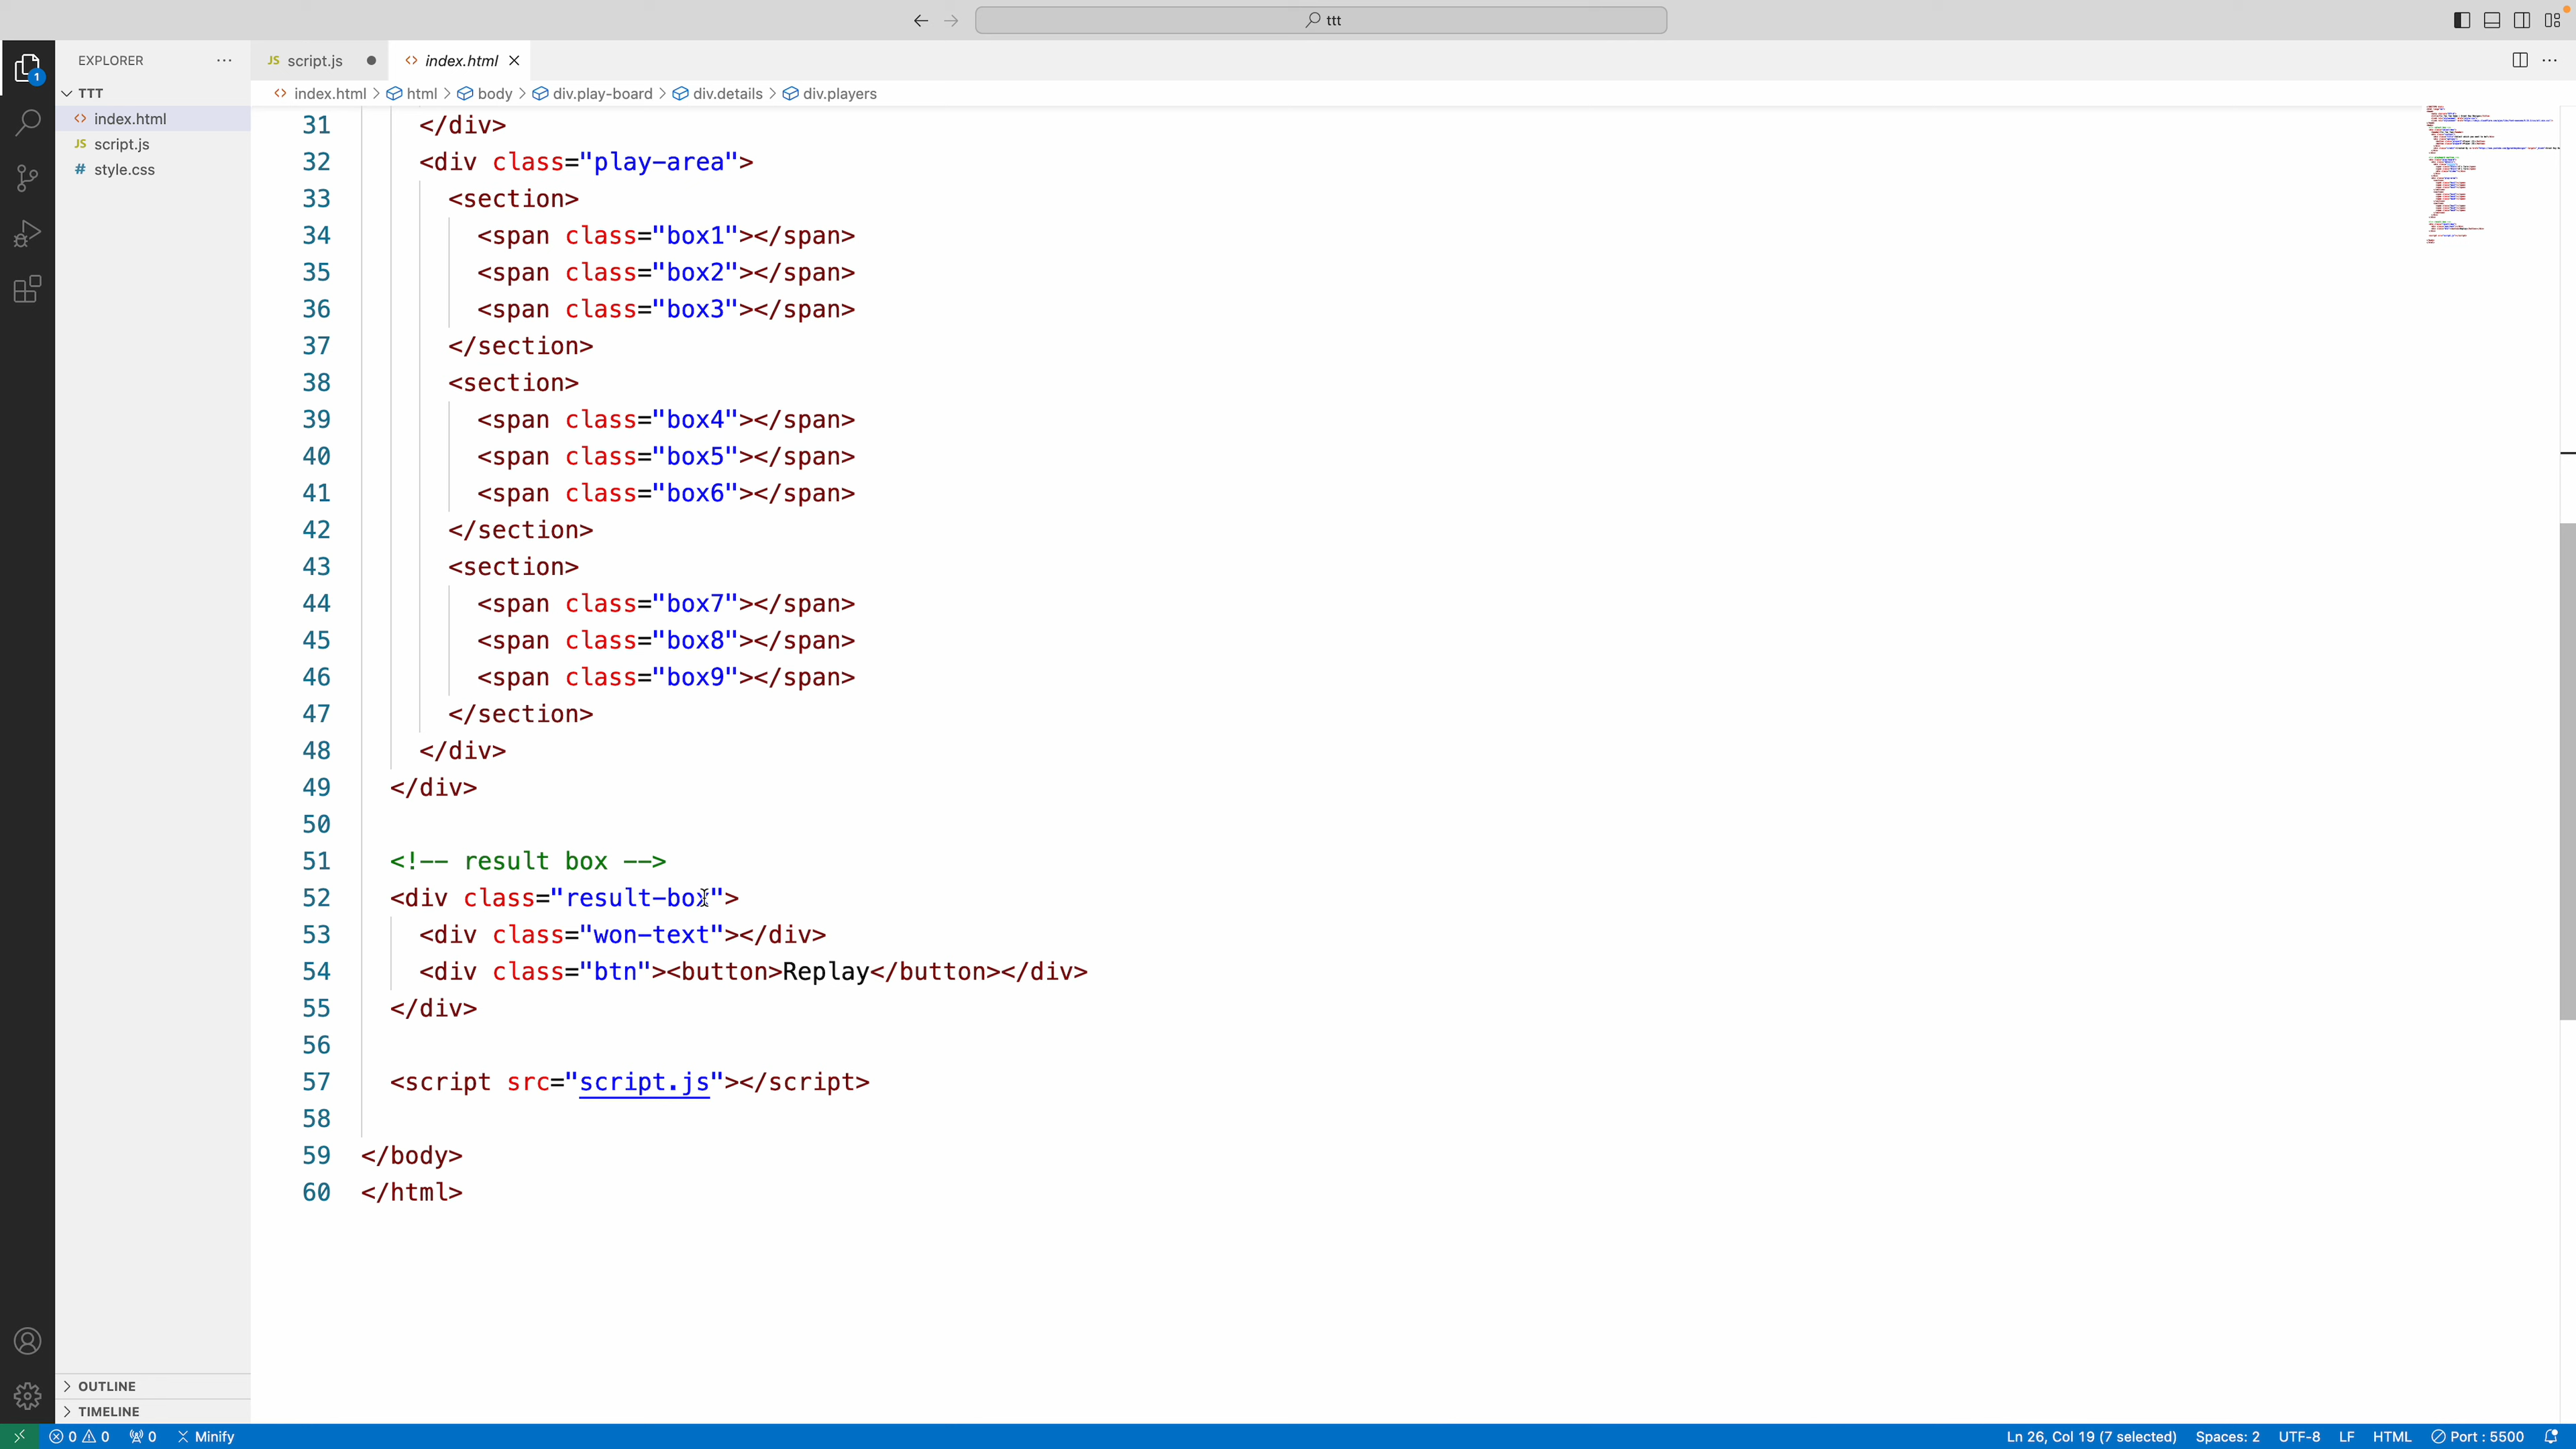 ttt
EXPLORER
TTT
index.html
script.js
style.css
OUTLINE
TIMELINE
1
JS script.js
<> index.html
<> index.html > html > body > div.play-board > div.details > div.players
31 </div>
32 <div class="play-area">
33 <section>
34 <span class="box1"></span>
35 <span class="box2"></span>
36 <span class="box3"></span>
37 </section>
38 <section>
39 <span class="box4"></span>
40 <span class="box5"></span>
41 <span class="box6"></span>
42 </section>
43 <section>
44 <span class="box7"></span>
45 <span class="box8"></span>
46 <span class="box9"></span>
47 </section>
48 </div>
49 </div>
50
51 <!-- result box -->
52 <div class="result-box">
53 <div class="won-text"></div>
54 <div class="btn"><button>Replay</button></div>
55 </div>
56
57 <script src="script.js"></script>
58
59 </body>
60 </html>
0 0 0 Minify Ln 26, Col 19 (7 selected) Spaces: 2 UTF-8 LF HTML Port : 5500